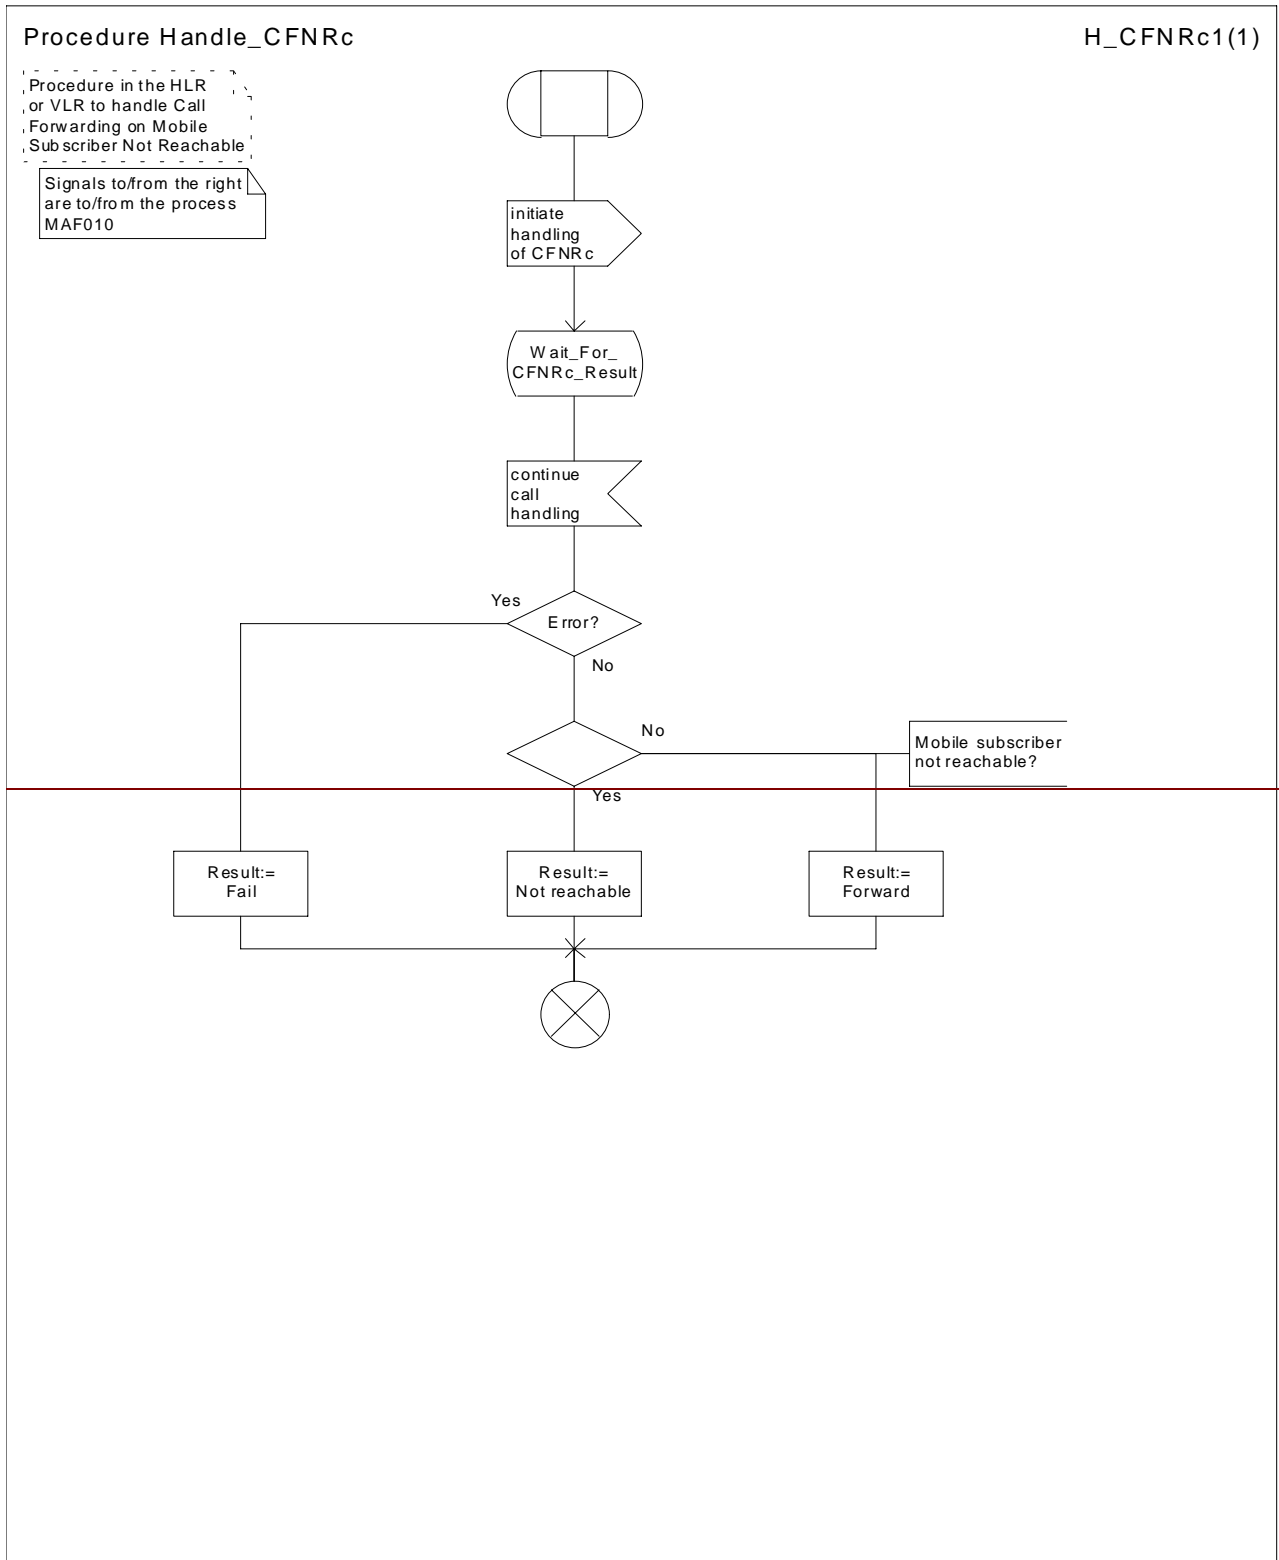 Procedure Handle_CFNRc
H_CFNRc1(1)
Procedure in the HLR
or VLR to handle Call
Forwarding on Mobile
Subscriber Not Reachable
Signals to/from the right
are to/from the process
MAF010
initiate
handling
of CFNRc
Wait_For_
CFNRc_Result
continue
call
handling
Yes
Error?
No
No
Mobile subscriber
not reachable?
Yes
Result:=
Fail
Result:=
Not reachable
Result:=
Forward